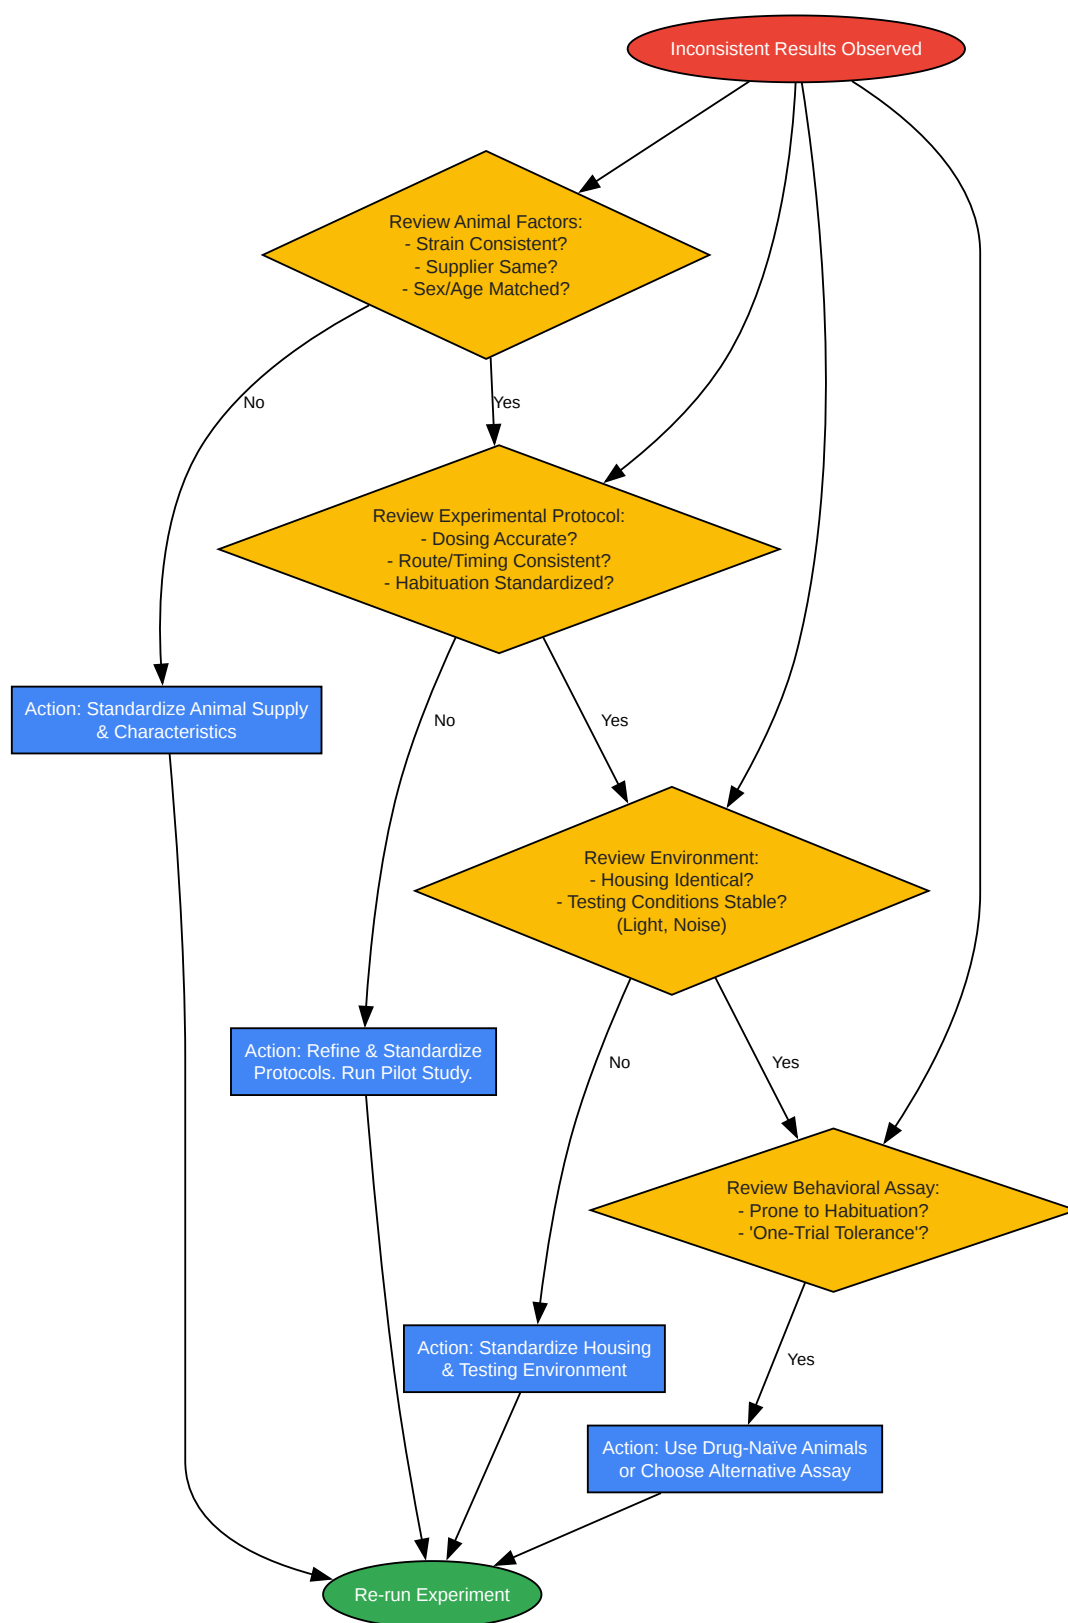 Inconsistent Results Observed
Review Animal Factors:
- Strain Consistent?
- Supplier Same?
- Sex/Age Matched?
No
Yes
Review Experimental Protocol:
- Dosing Accurate?
- Route/Timing Consistent?
- Habituation Standardized?
Action: Standardize Animal Supply
& Characteristics
No
Yes
Review Environment:
- Housing Identical?
- Testing Conditions Stable?
(Light, Noise)
Action: Refine & Standardize
Protocols. Run Pilot Study.
No
Yes
Review Behavioral Assay:
- Prone to Habituation?
- 'One-Trial Tolerance'?
Action: Standardize Housing
& Testing Environment
Yes
Action: Use Drug-Naïve Animals
or Choose Alternative Assay
Re-run Experiment